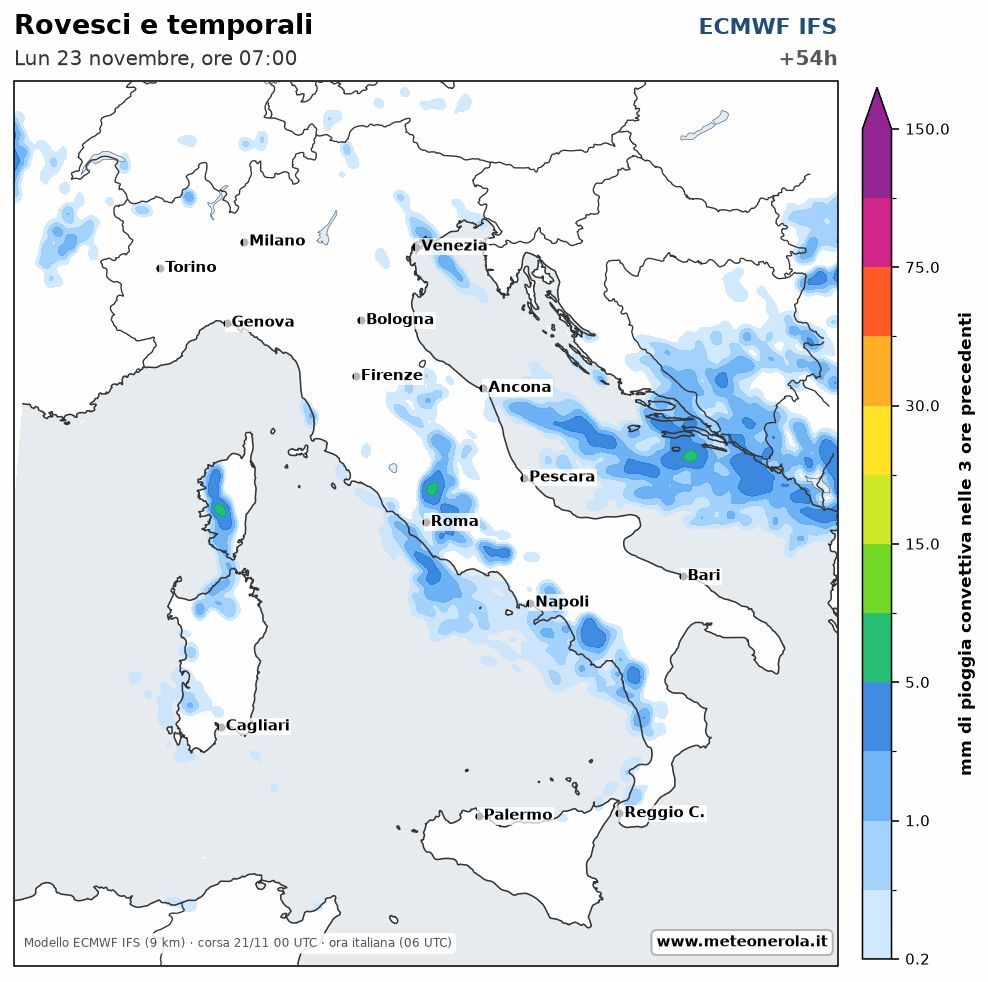 Rovesci e temporali
ECMWF IFS
Lun 23 novembre, ore 07:00
+54h
150.0
75.0
30.0
15.0
5.0
1.0
0.2
mm di pioggia convettiva nelle 3 ore precedenti
Milano
Venezia
Torino
Bologna
Genova
Firenze
Ancona
Pescara
Roma
Bari
Napoli
Cagliari
Palermo
Reggio C.
Modello ECMWF IFS (9 km) · corsa 21/11 00 UTC · ora italiana (06 UTC)
www.meteonerola.it